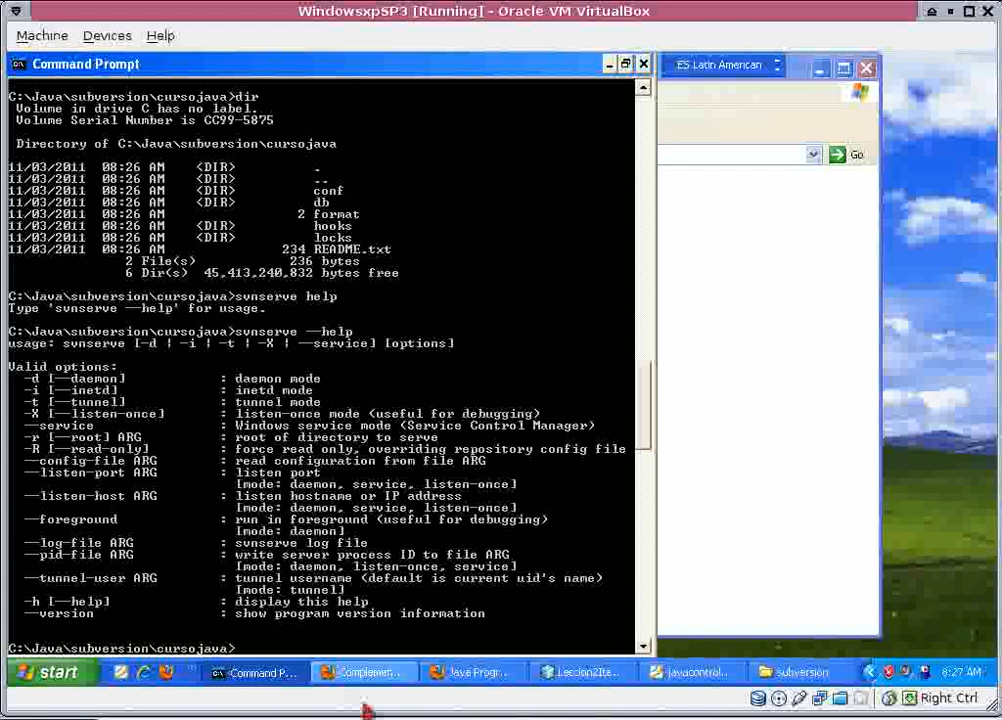 WindowsxpSP3 [Running] - Oracle VM VirtualBox
Machine Devices Help
Command Prompt
ES Latin American
Go
C:\Java\subversion\cursojava>dir
Volume in drive C has no label.
Volume Serial Number is CC99-5875
Directory of C:\Java\subversion\cursojava
11/03/2011 08:26 AM <DIR> .
11/03/2011 08:26 AM <DIR> ..
11/03/2011 08:26 AM <DIR> conf
11/03/2011 08:26 AM <DIR> db
11/03/2011 08:26 AM 2 format
11/03/2011 08:26 AM <DIR> hooks
11/03/2011 08:26 AM <DIR> locks
11/03/2011 08:26 AM 234 README.txt
2 File(s) 236 bytes
6 Dir(s) 45,413,240,832 bytes free
C:\Java\subversion\cursojava>svnserve help
Type 'svnserve --help' for usage.
C:\Java\subversion\cursojava>svnserve --help
usage: svnserve [-d | -i | -t | -X | --service] [options]
Valid options:
-d [--daemon] : daemon mode
-i [--inetd] : inetd mode
-t [--tunnel] : tunnel mode
-X [--listen-once] : listen-once mode (useful for debugging)
--service : Windows service mode (Service Control Manager)
-r [--root] ARG : root of directory to serve
-R [--read-only] : force read only, overriding repository config file
--config-file ARG : read configuration from file ARG
--listen-port ARG : listen port
[mode: daemon, service, listen-once]
--listen-host ARG : listen hostname or IP address
[mode: daemon, service, listen-once]
--foreground : run in foreground (useful for debugging)
[mode: daemon]
--log-file ARG : svnserve log file
--pid-file ARG : write server process ID to file ARG
[mode: daemon, listen-once, service]
--tunnel-user ARG : tunnel username (default is current uid's name)
[mode: tunnel]
-h [--help] : display this help
--version : show program version information
C:\Java\subversion\cursojava>
start Command P... Complemen... Java Progr... Leccion2Ite... javacontrol... subversion 8:27 AM
Right Ctrl